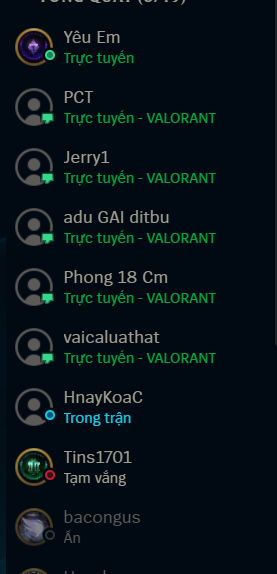 Yêu Em
Trực tuyến
PCT
Trực tuyến - VALORANT
Jerry1
Trực tuyến - VALORANT
adu GAI ditbu
Trực tuyến - VALORANT
Phong 18 Cm
Trực tuyến - VALORANT
vaicaluathat
Trực tuyến - VALORANT
HnayKoaC
Trong trận
Tins1701
Tạm vắng
bacongus
Ẩn